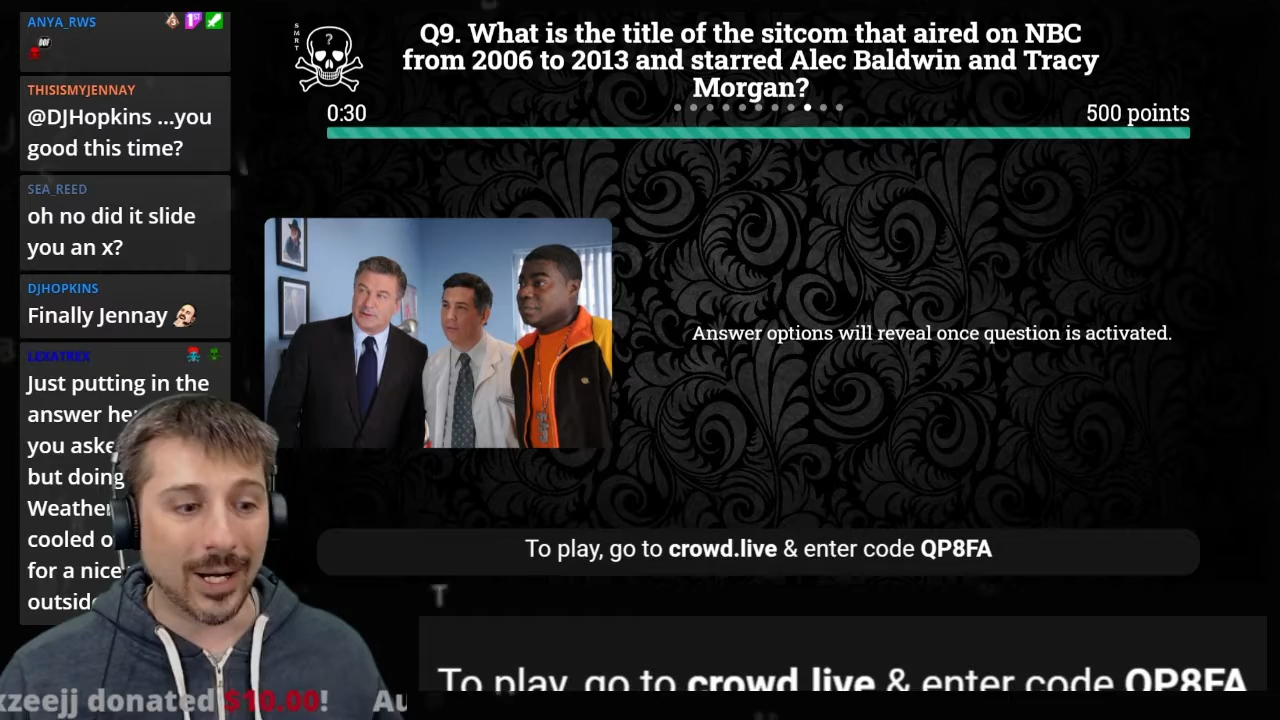 ANYA_RWS
THISISMYJENNAY
@DJHopkins ...you
good this time?
SEA_REED
oh no did it slide
you an x?
DJHOPKINS
Finally Jennay
LEXATREX
Just putting in the
answer
you
but doing
for a nice
SMRT
?
Q9. What is the title of the sitcom that aired on NBC
from 2006 to 2013 and starred Alec Baldwin and Tracy
Morgan?
0:30
500 points
Answer options will reveal once question is activated.
To play, go to crowd.live & enter code QP8FA
T
To play, go to crowd.live & enter code QP8FA
donated $10.00!